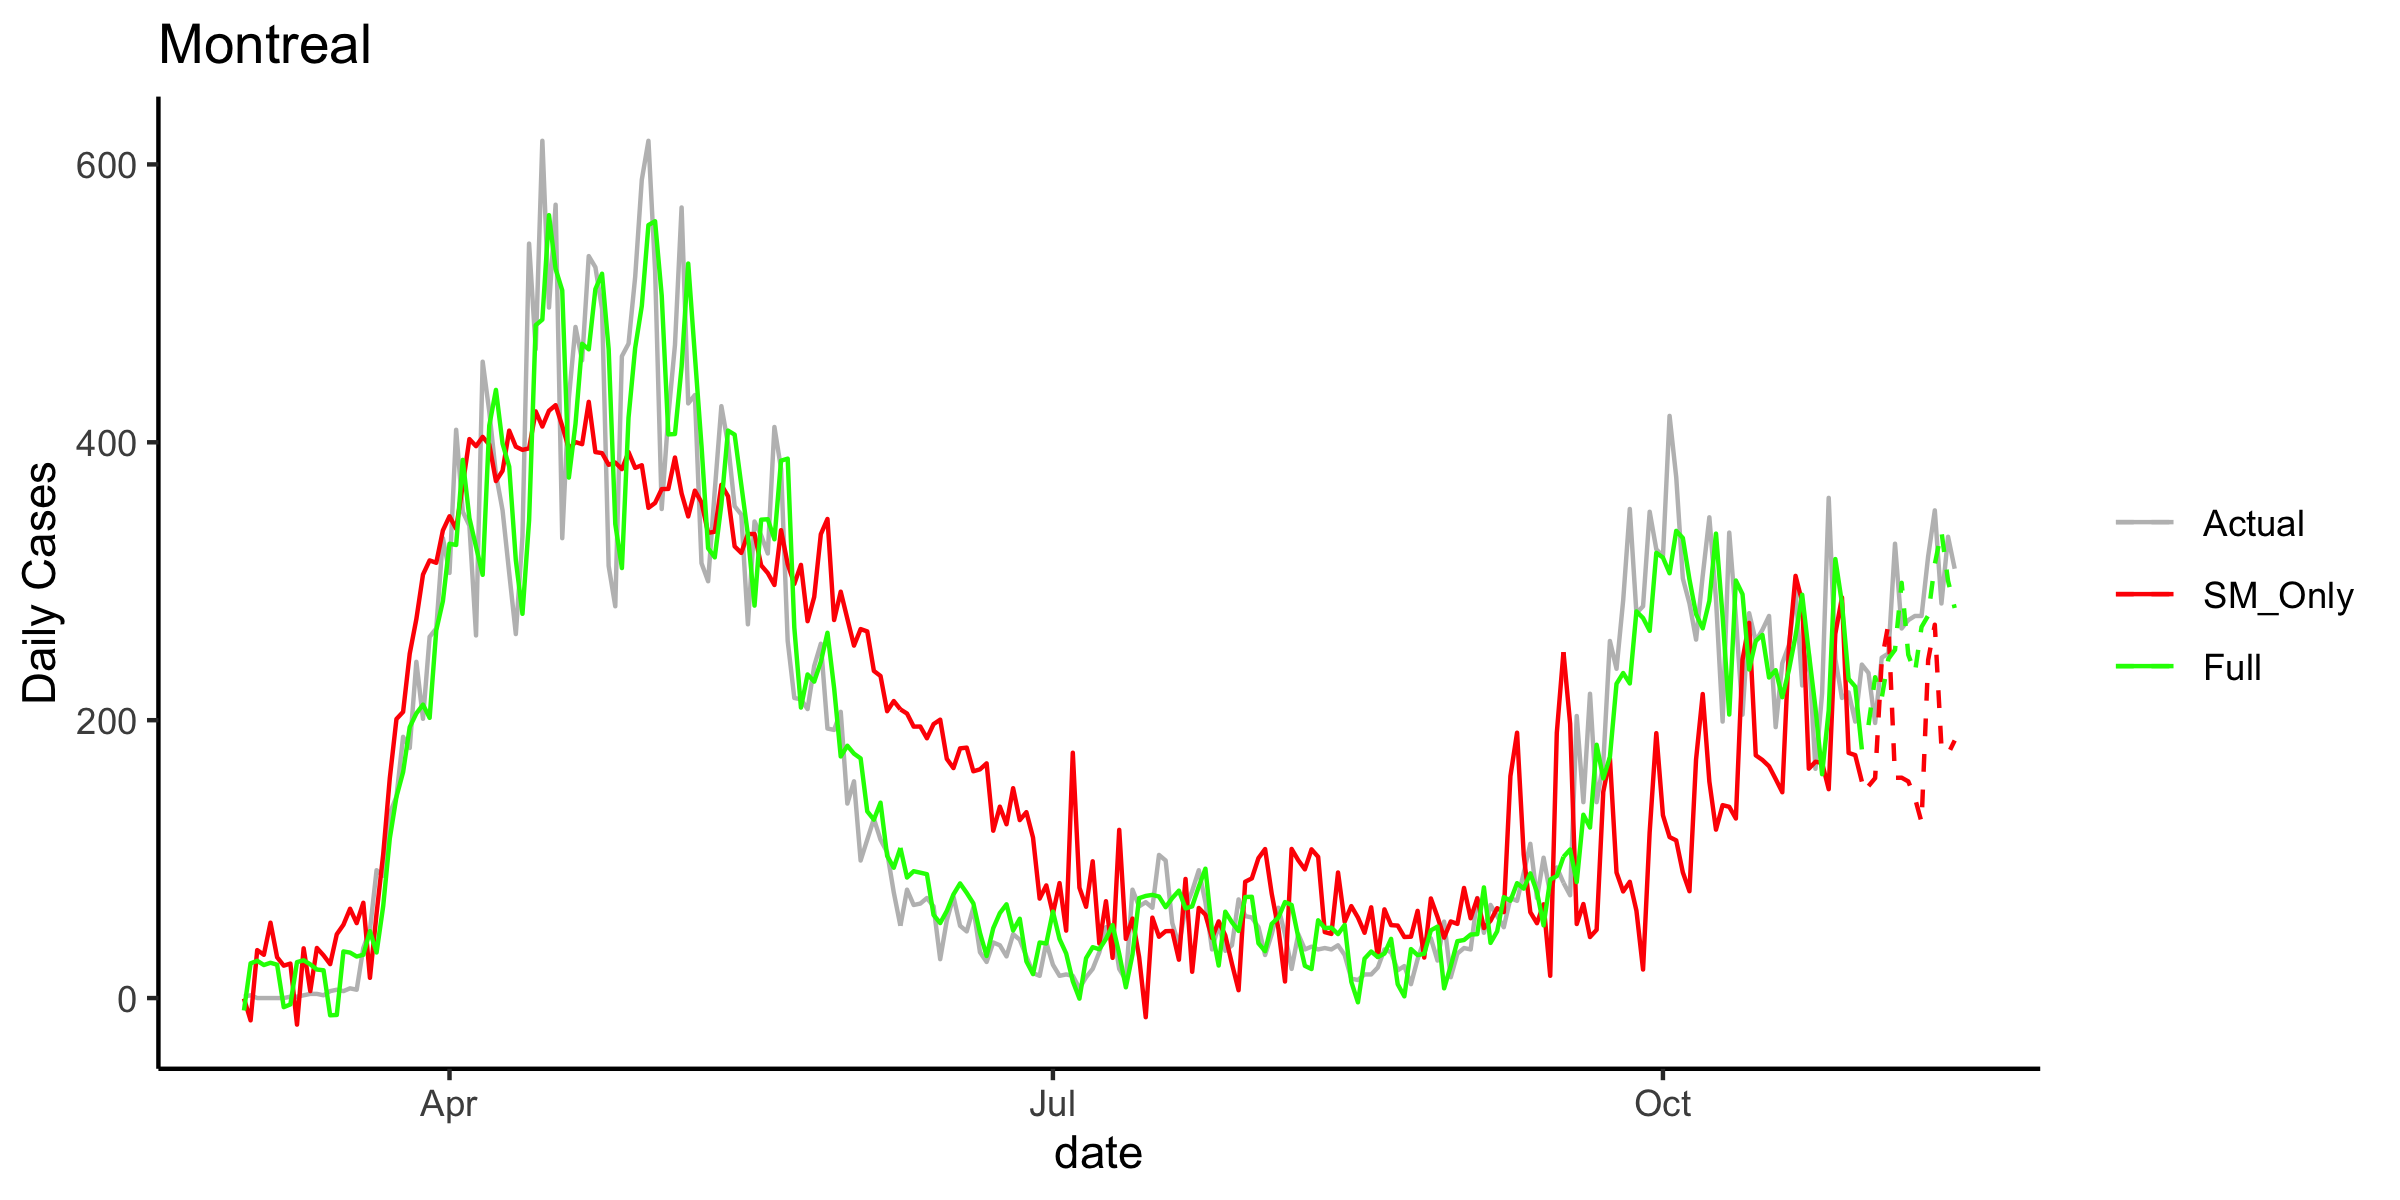 Montreal
Daily Cases
600
400
200
0
Apr
Jul
Oct
date
Actual
SM_Only
Full